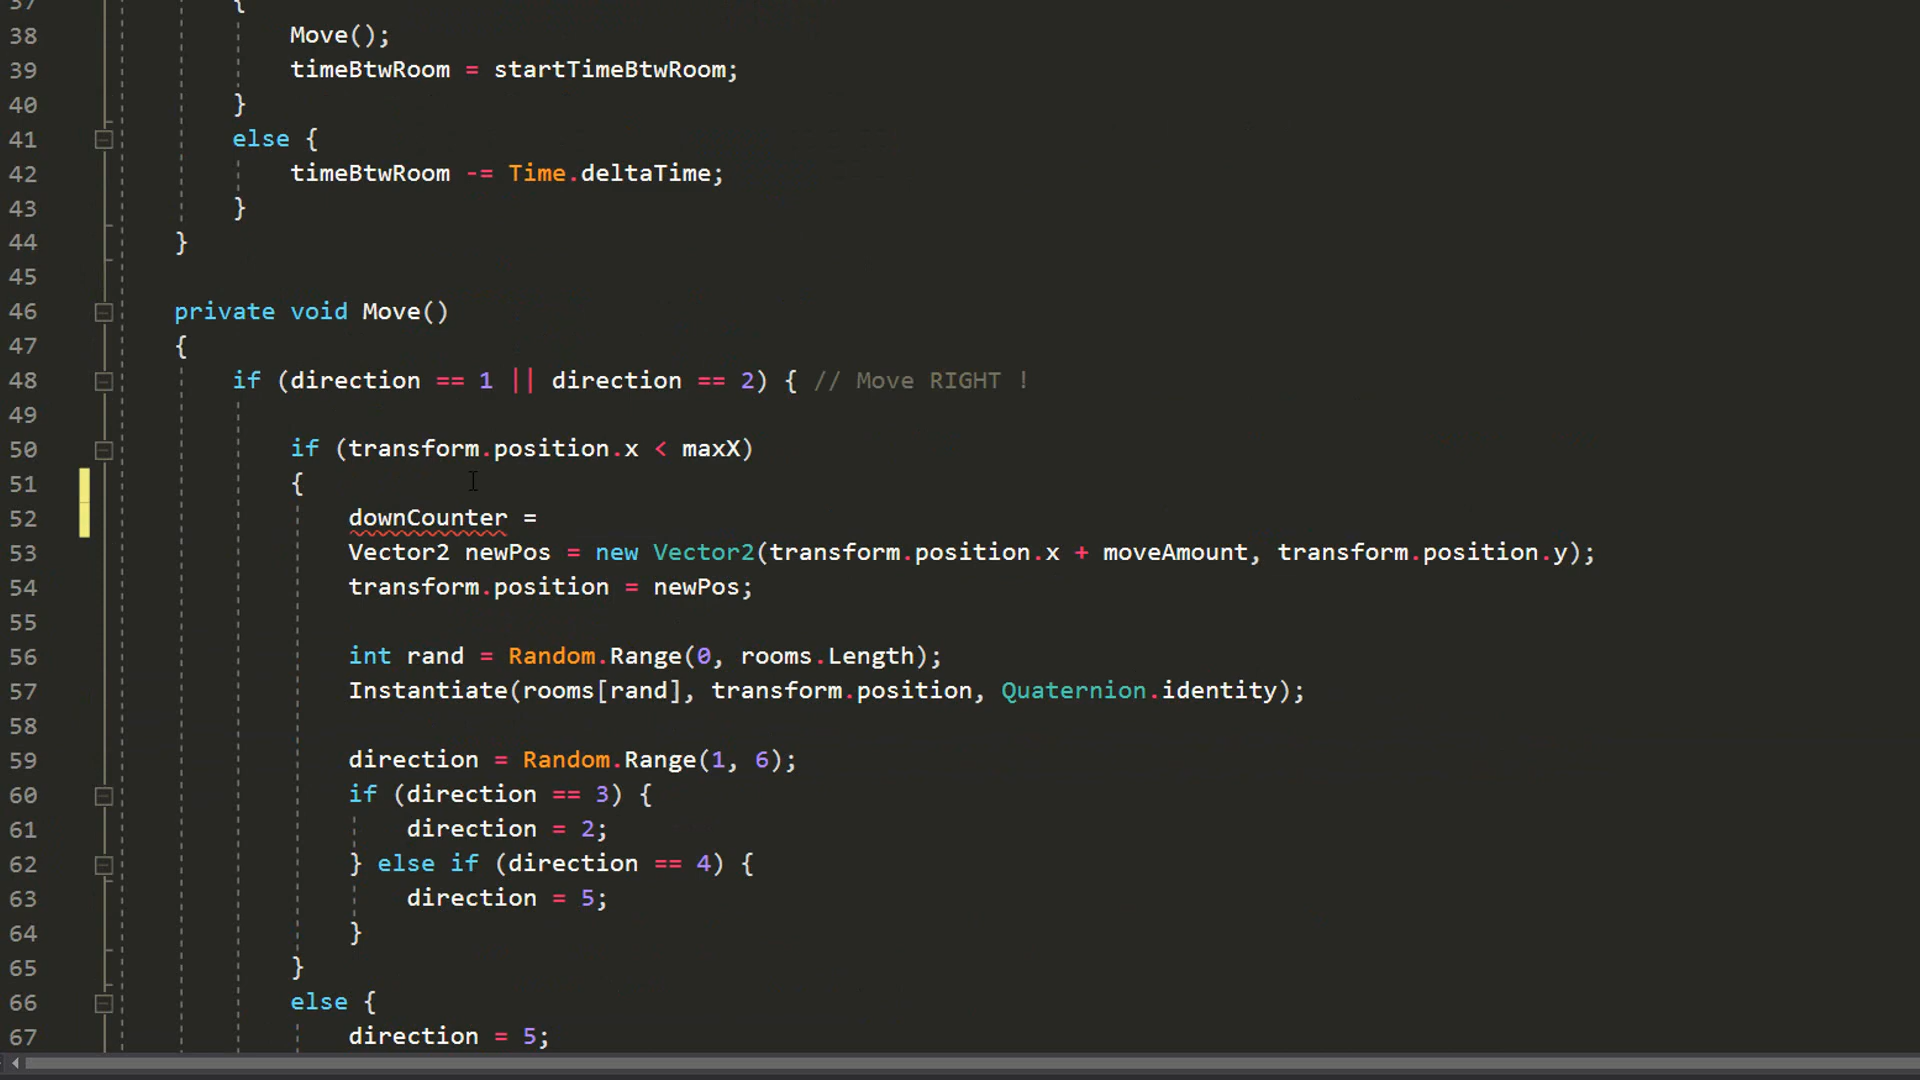 37 {
38 Move();
39 timeBtwRoom = startTimeBtwRoom;
40 }
41 else {
42 timeBtwRoom -= Time.deltaTime;
43 }
44 }
45
46 private void Move()
47 {
48 if (direction == 1 || direction == 2) { // Move RIGHT !
49
50 if (transform.position.x < maxX)
51 {
52 downCounter =
53 Vector2 newPos = new Vector2(transform.position.x + moveAmount, transform.position.y);
54 transform.position = newPos;
55
56 int rand = Random.Range(0, rooms.Length);
57 Instantiate(rooms[rand], transform.position, Quaternion.identity);
58
59 direction = Random.Range(1, 6);
60 if (direction == 3) {
61 direction = 2;
62 } else if (direction == 4) {
63 direction = 5;
64 }
65 }
66 else {
67 direction = 5;